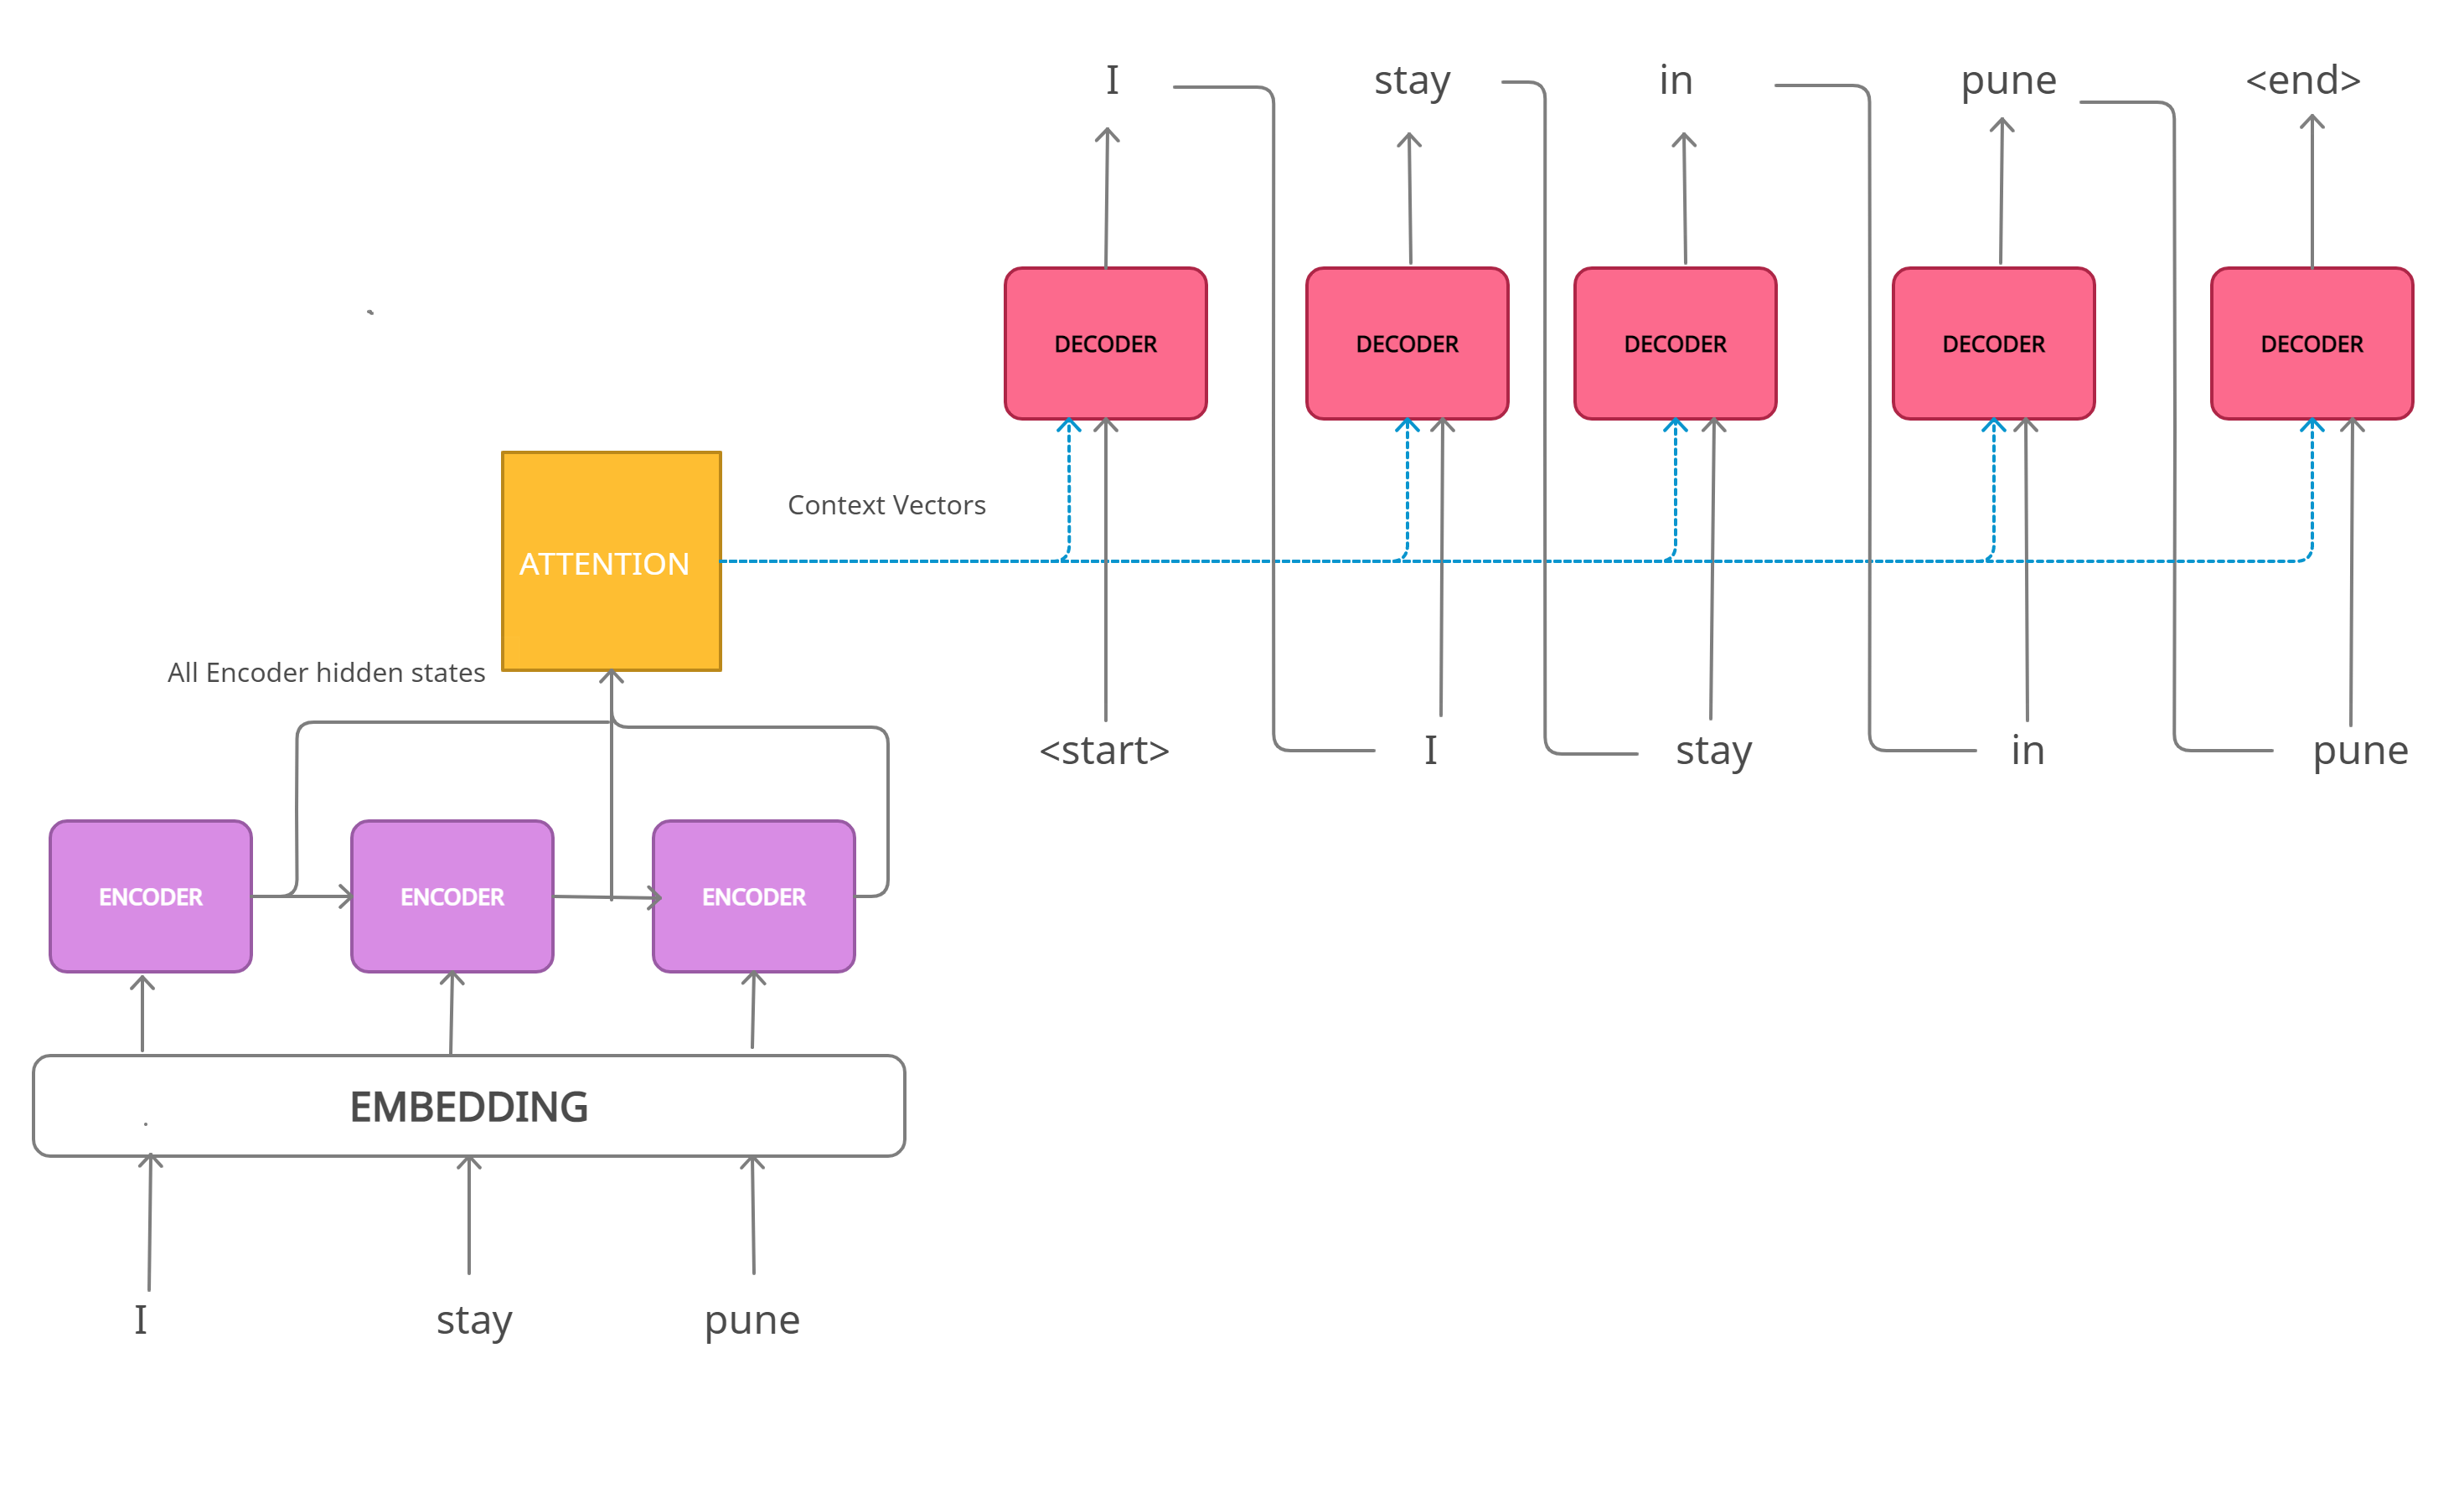 I
stay
in
pune
<end>
DECODER
DECODER
DECODER
DECODER
DECODER
Context Vectors
ATTENTION
All Encoder hidden states
<start>
I
stay
in
pune
ENCODER
ENCODER
ENCODER
EMBEDDING
I
stay
pune